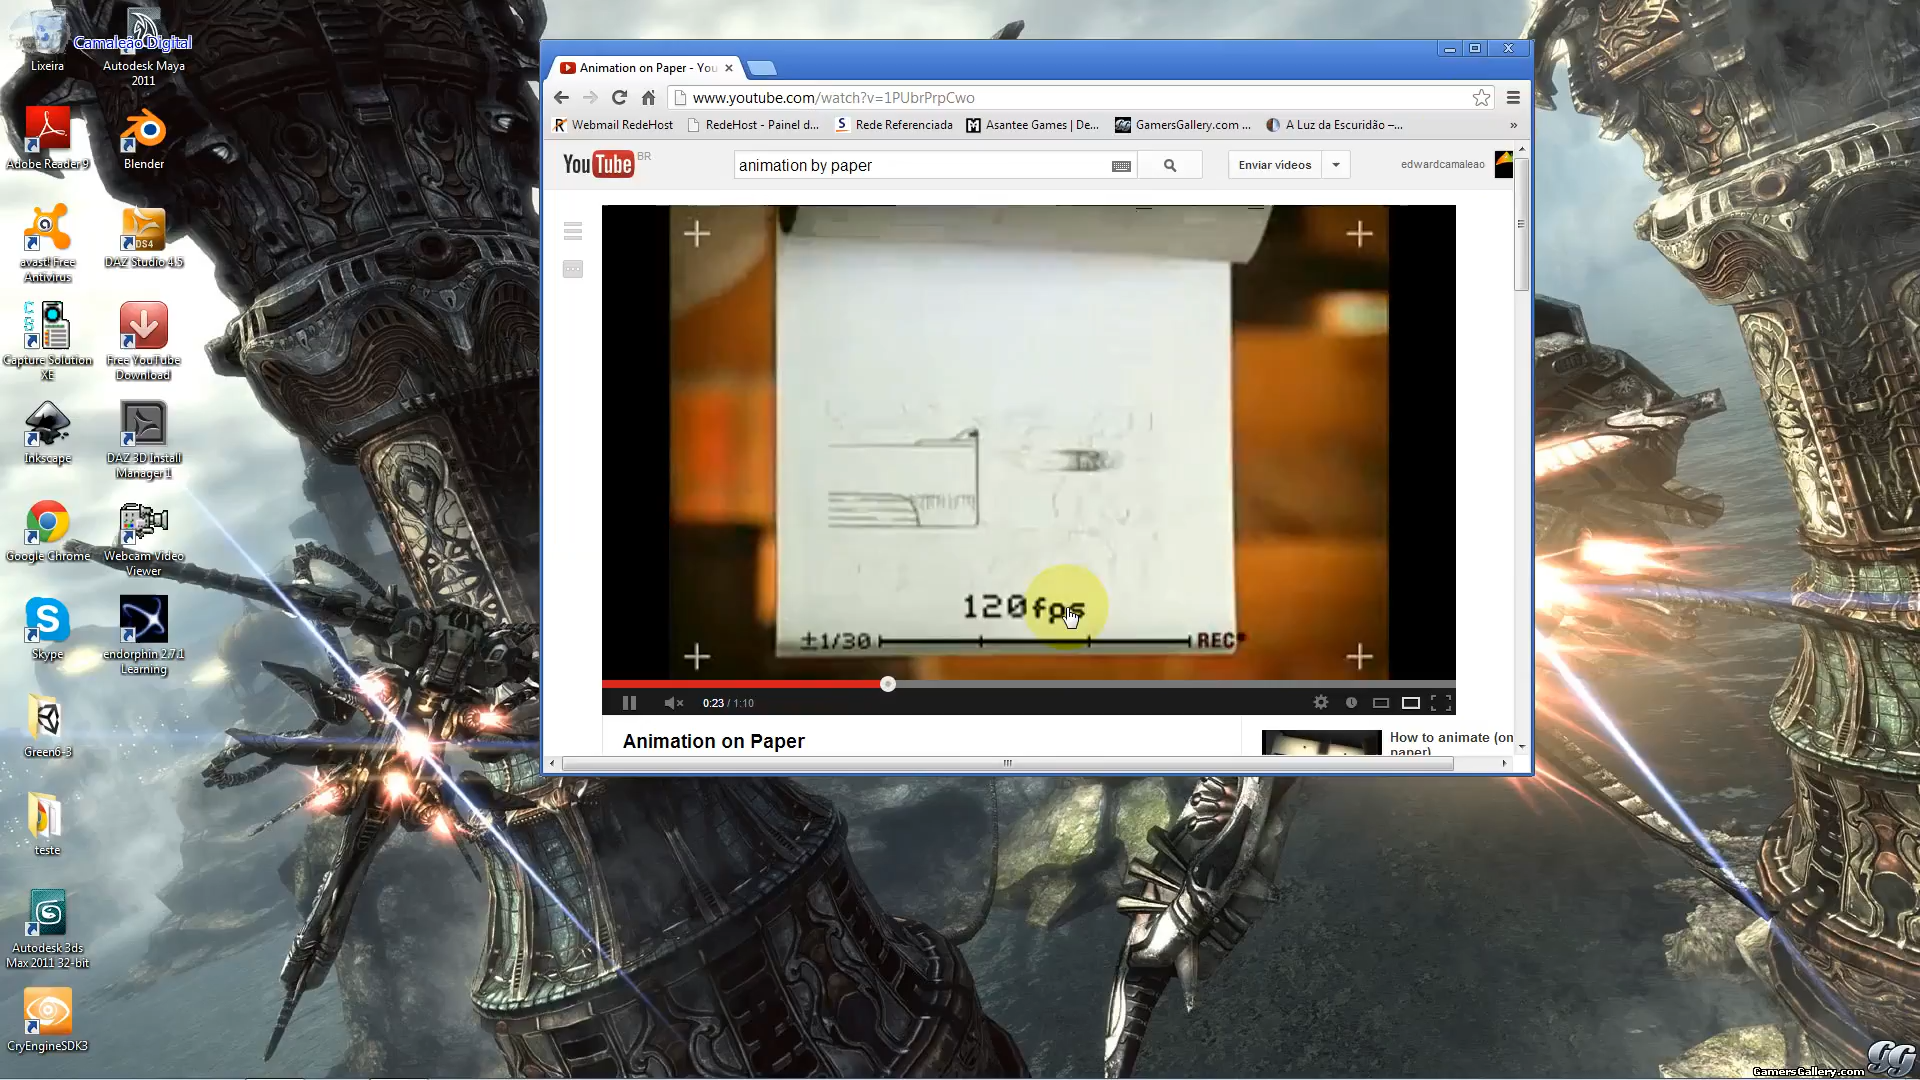 Lixeira
Camaleão Digital
Autodesk Maya
2011
Adobe Reader 9
Blender
avast! Free
Antivirus
DAZ Studio 4.5
DS4
Capture Solution
XE
Free YouTube
Download
Inkscape
DAZ 3D Install
Manager1
Google Chrome
Webcam Video
Viewer
Skype
endorphin 2.7.1
Learning
Green6-3
teste
Autodesk 3ds
Max 2011 32-bit
CryEngineSDK3
Animation on Paper - You
www.youtube.com/watch?v=1PUbrPrpCwo
Webmail RedeHost
RedeHost - Painel d...
Rede Referenciada
Asantee Games | De...
GamersGallery.com ...
A Luz da Escuridão –...
»
YouTube BR
animation by paper
Enviar vídeos
edwardcamaleao
120fps
±1/30
REC
0:23 / 1:10
Animation on Paper
How to animate (on
paper)
GG
GamersGallery.com